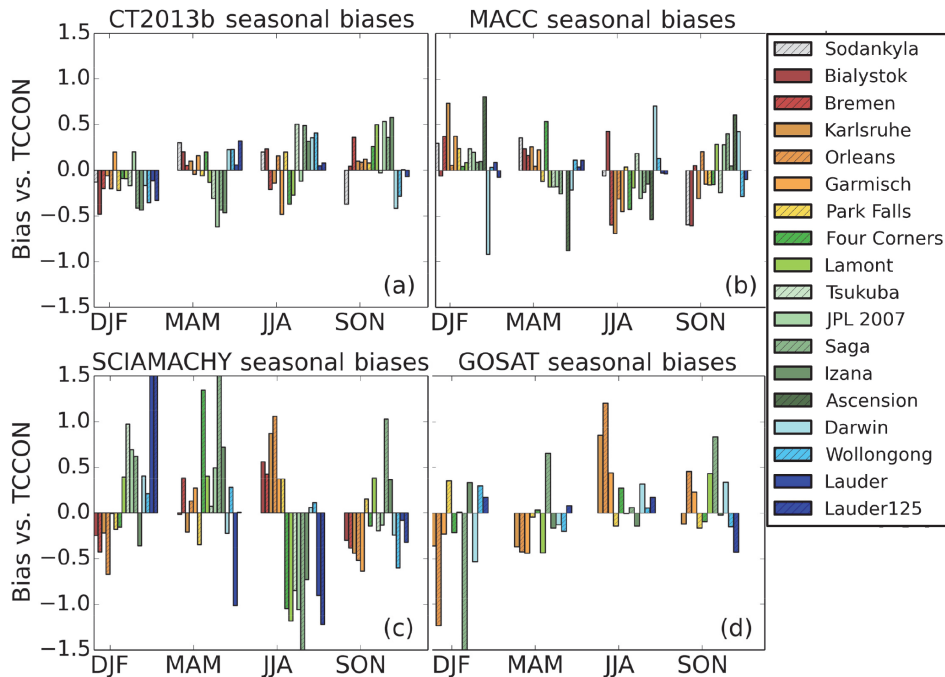 CT2013b seasonal biases
MACC seasonal biases
Bias vs. TCCON
1.5
1.0
0.5
0.0
−0.5
−1.0
−1.5
(a)
(b)
DJF MAM JJA SON
DJF MAM JJA SON
SCIAMACHY seasonal biases
GOSAT seasonal biases
Bias vs. TCCON
1.5
1.0
0.5
0.0
−0.5
−1.0
−1.5
(c)
(d)
DJF MAM JJA SON
DJF MAM JJA SON
Sodankyla
Bialystok
Bremen
Karlsruhe
Orleans
Garmisch
Park Falls
Four Corners
Lamont
Tsukuba
JPL 2007
Saga
Izana
Ascension
Darwin
Wollongong
Lauder
Lauder125